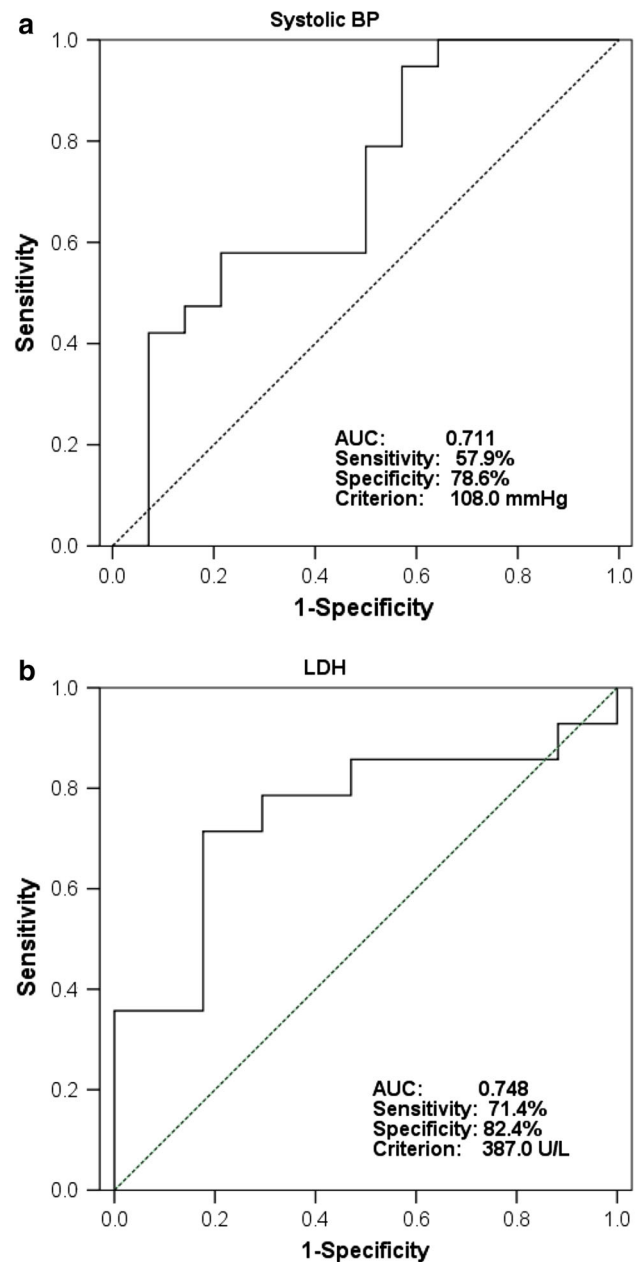 a
Systolic BP
1.0
0.8
0.6
0.4
0.2
0.0
Sensitivity
AUC: 0.711
Sensitivity: 57.9%
Specificity: 78.6%
Criterion: 108.0 mmHg
0.0 0.2 0.4 0.6 0.8 1.0
1-Specificity
b
LDH
1.0
0.8
0.6
0.4
0.2
0.0
Sensitivity
AUC: 0.748
Sensitivity: 71.4%
Specificity: 82.4%
Criterion: 387.0 U/L
0.0 0.2 0.4 0.6 0.8 1.0
1-Specificity